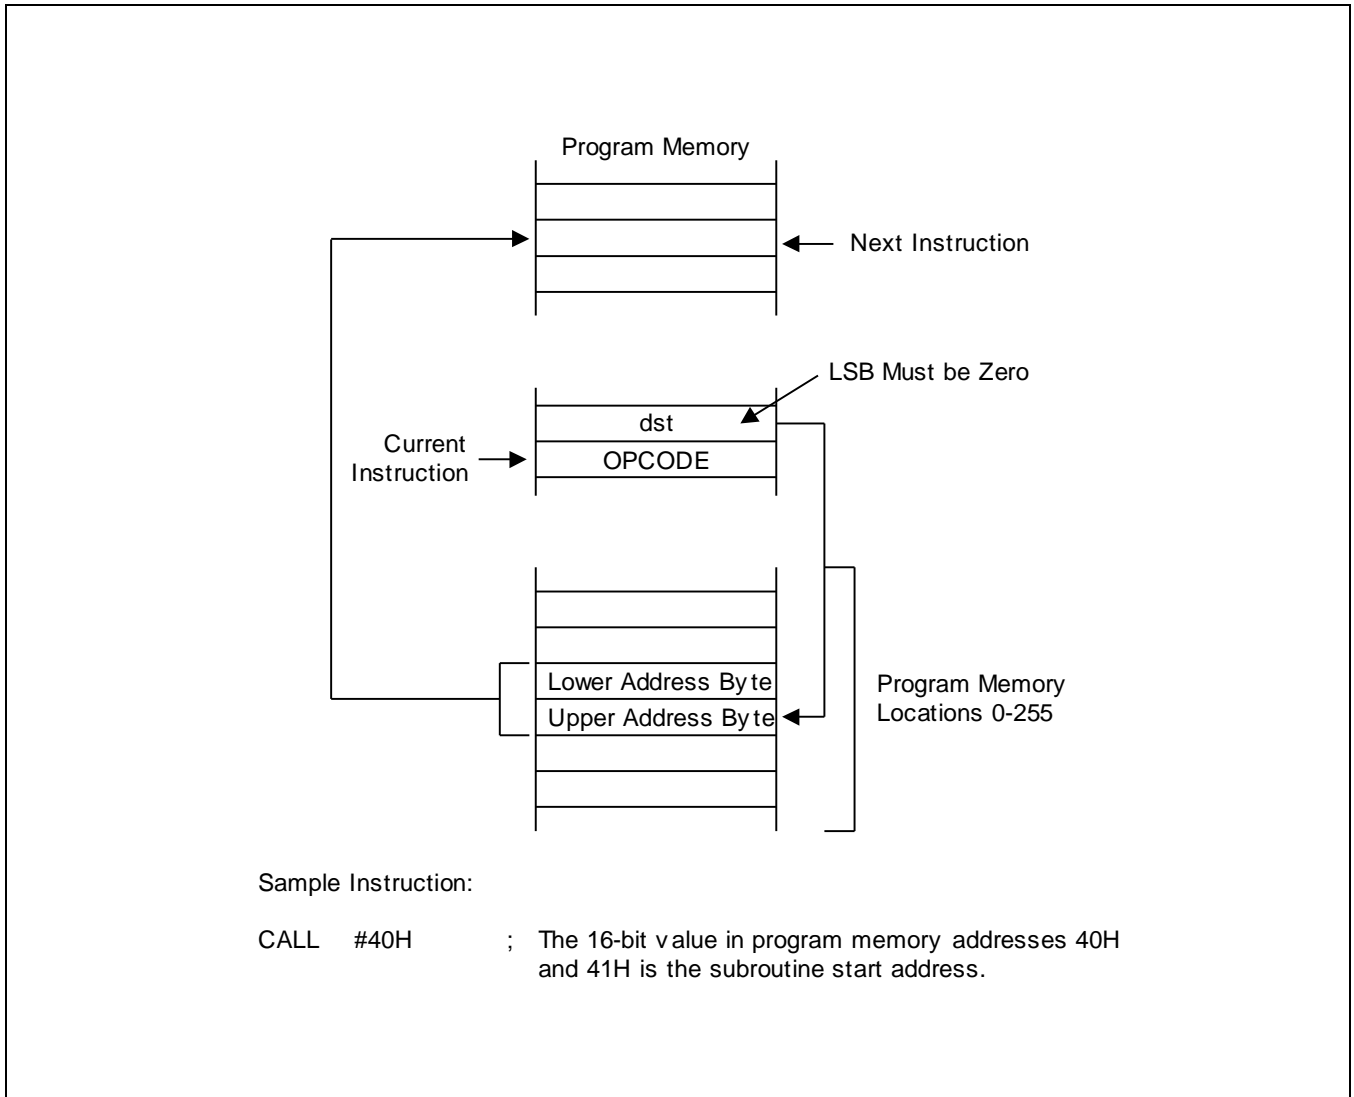 Program Memory
Next Instruction
LSB Must be Zero
dst
Current
Instruction
OPCODE
Lower Address Byte
Upper Address Byte
Program Memory
Locations 0-255
Sample Instruction:
CALL #40H ; The 16-bit value in program memory addresses 40H
and 41H is the subroutine start address.